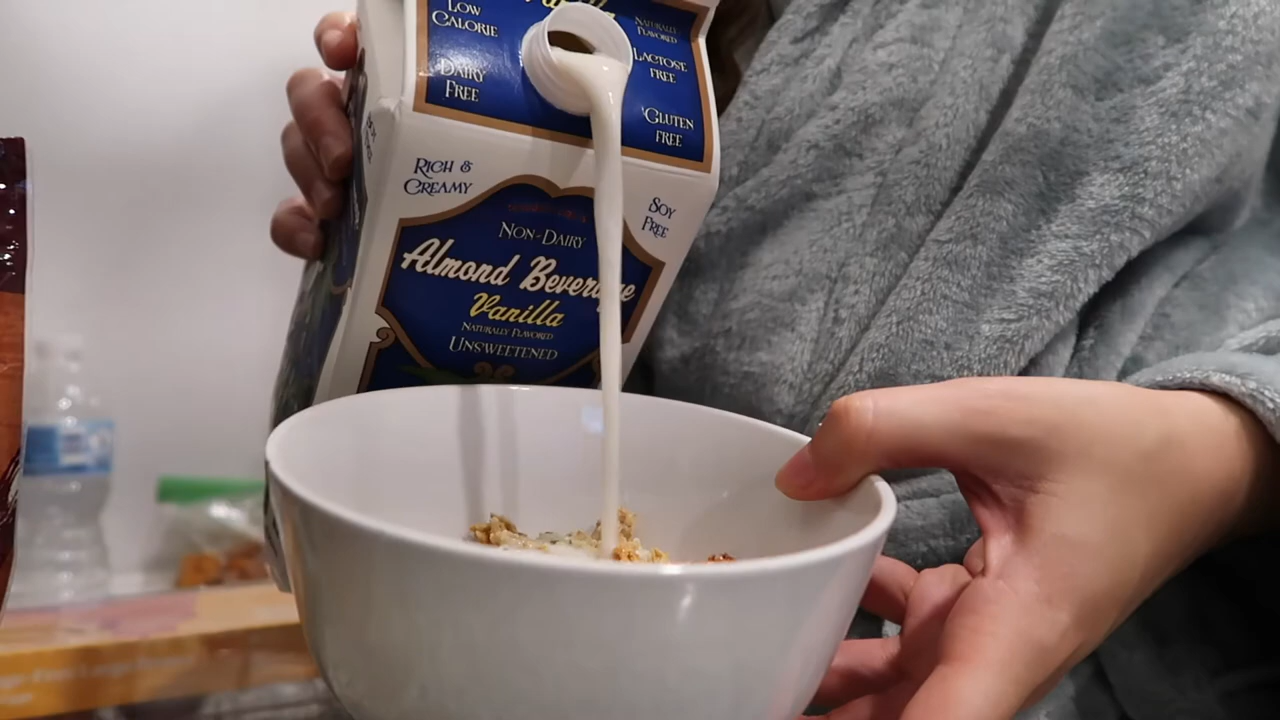 Low
Calorie
Dairy
Free
Naturally
Flavored
Lactose
Free
Gluten
Free
Rich &
Creamy
Soy
Free
Non-Dairy
Almond Beverage
Vanilla
Naturally Flavored
Unsweetened